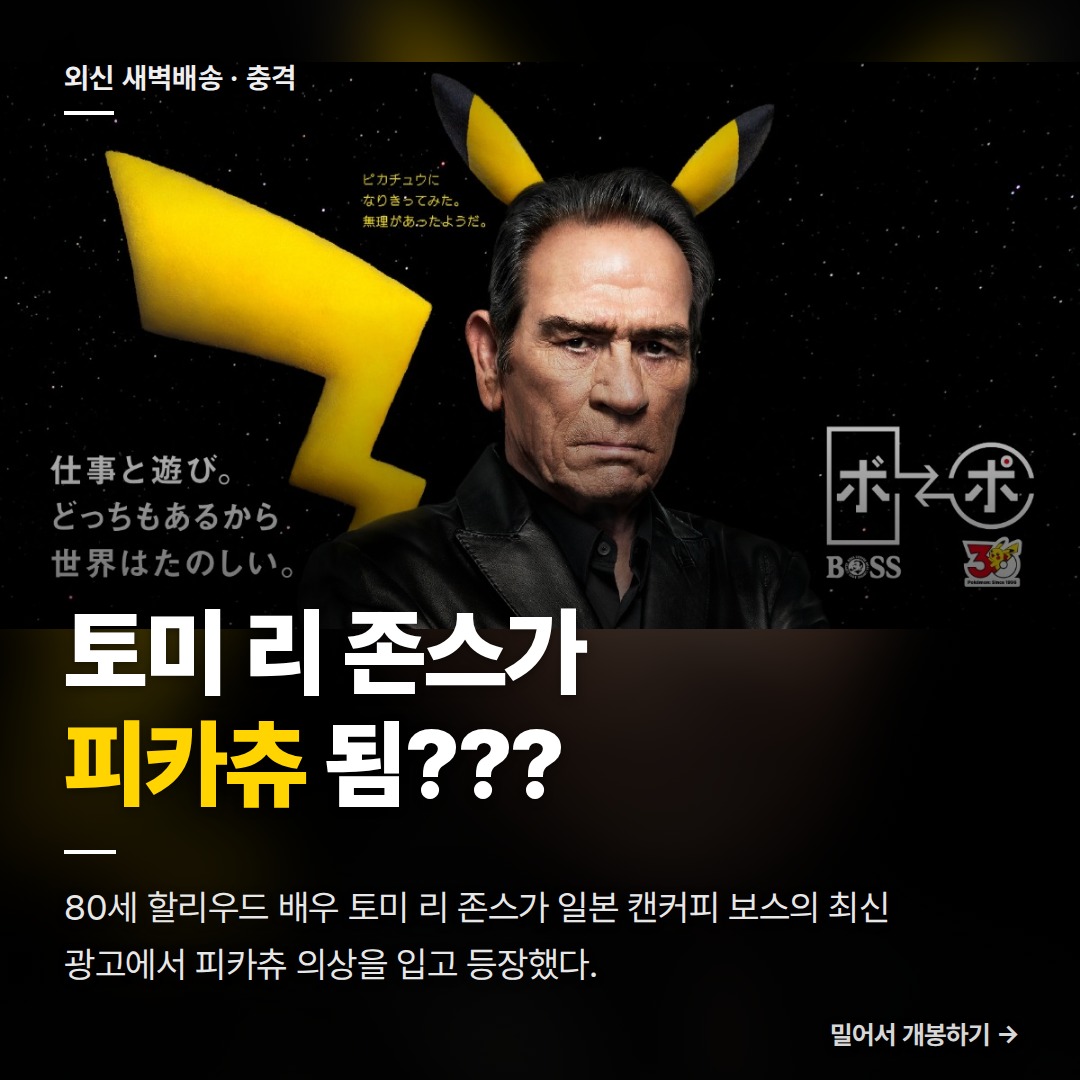 외신 새벽배송 · 충격
ピカチュウに
なりきってみた。
無理があったようだ。
仕事と遊び。
どっちもあるから
世界はたのしい。
ボ
ポ
BOSS
30
Pokémon: Since 1996
토미 리 존스가
피카츄 됨???
80세 할리우드 배우 토미 리 존스가 일본 캔커피 보스의 최신
광고에서 피카츄 의상을 입고 등장했다.
밀어서 개봉하기 →